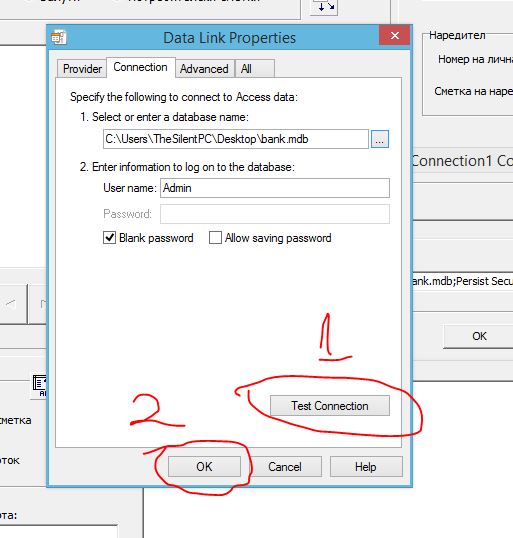 Наредител
Номер на лична
Сметка на наре
Data Link Properties
Provider Connection Advanced All
Specify the following to connect to Access data:
1. Select or enter a database name:
C:\Users\TheSilentPC\Desktop\bank.mdb ...
2. Enter information to log on to the database:
User name: Admin
Password:
Blank password Allow saving password
Connection1 Co
ank.mdb;Persist Secu
OK
1
Test Connection
2
OK Cancel Help
метка
оток
ота: